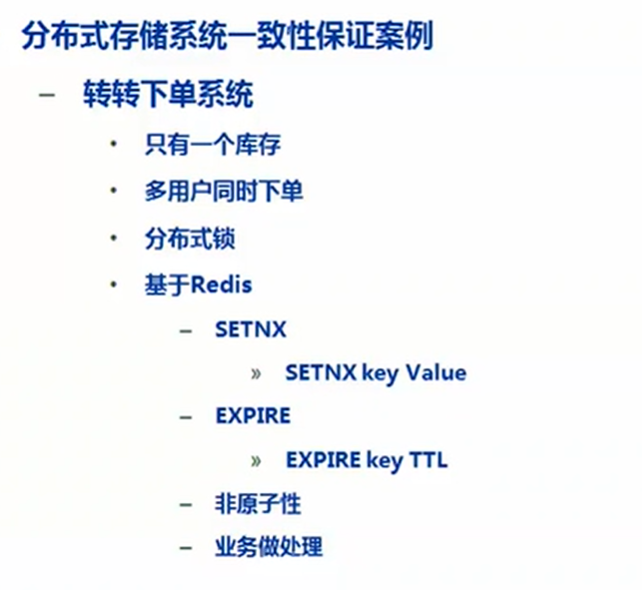 分布式存储系统一致性保证案例
– 转转下单系统
• 只有一个库存
• 多用户同时下单
• 分布式锁
• 基于Redis
– SETNX
» SETNX key Value
– EXPIRE
» EXPIRE key TTL
– 非原子性
– 业务做处理